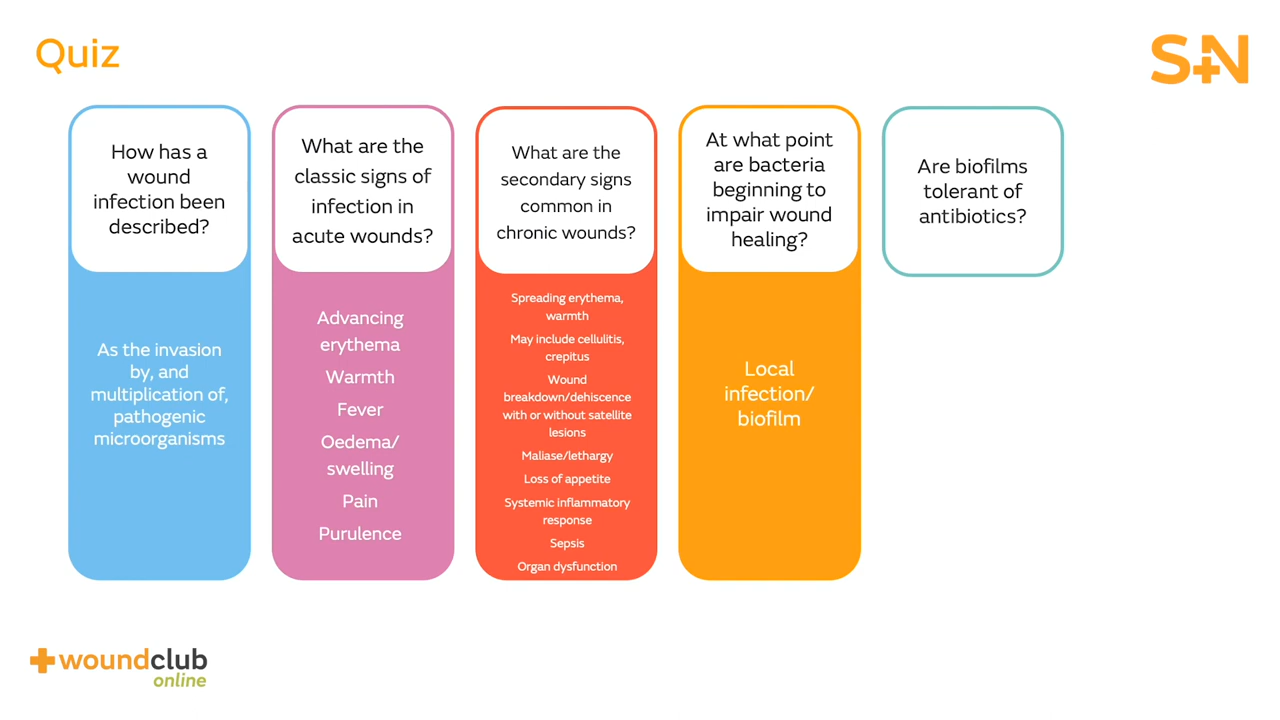 Quiz
S+N
How has a
wound
infection been
described?
As the invasion
by, and
multiplication of,
pathogenic
microorganisms
What are the
classic signs of
infection in
acute wounds?
Advancing
erythema
Warmth
Fever
Oedema/
swelling
Pain
Purulence
What are the
secondary signs
common in
chronic wounds?
Spreading erythema,
warmth
May include cellulitis,
crepitus
Wound
breakdown/dehiscence
with or without satellite
lesions
Maliase/lethargy
Loss of appetite
Systemic inflammatory
response
Sepsis
Organ dysfunction
At what point
are bacteria
beginning to
impair wound
healing?
Local
infection/
biofilm
Are biofilms
tolerant of
antibiotics?
woundclub
online